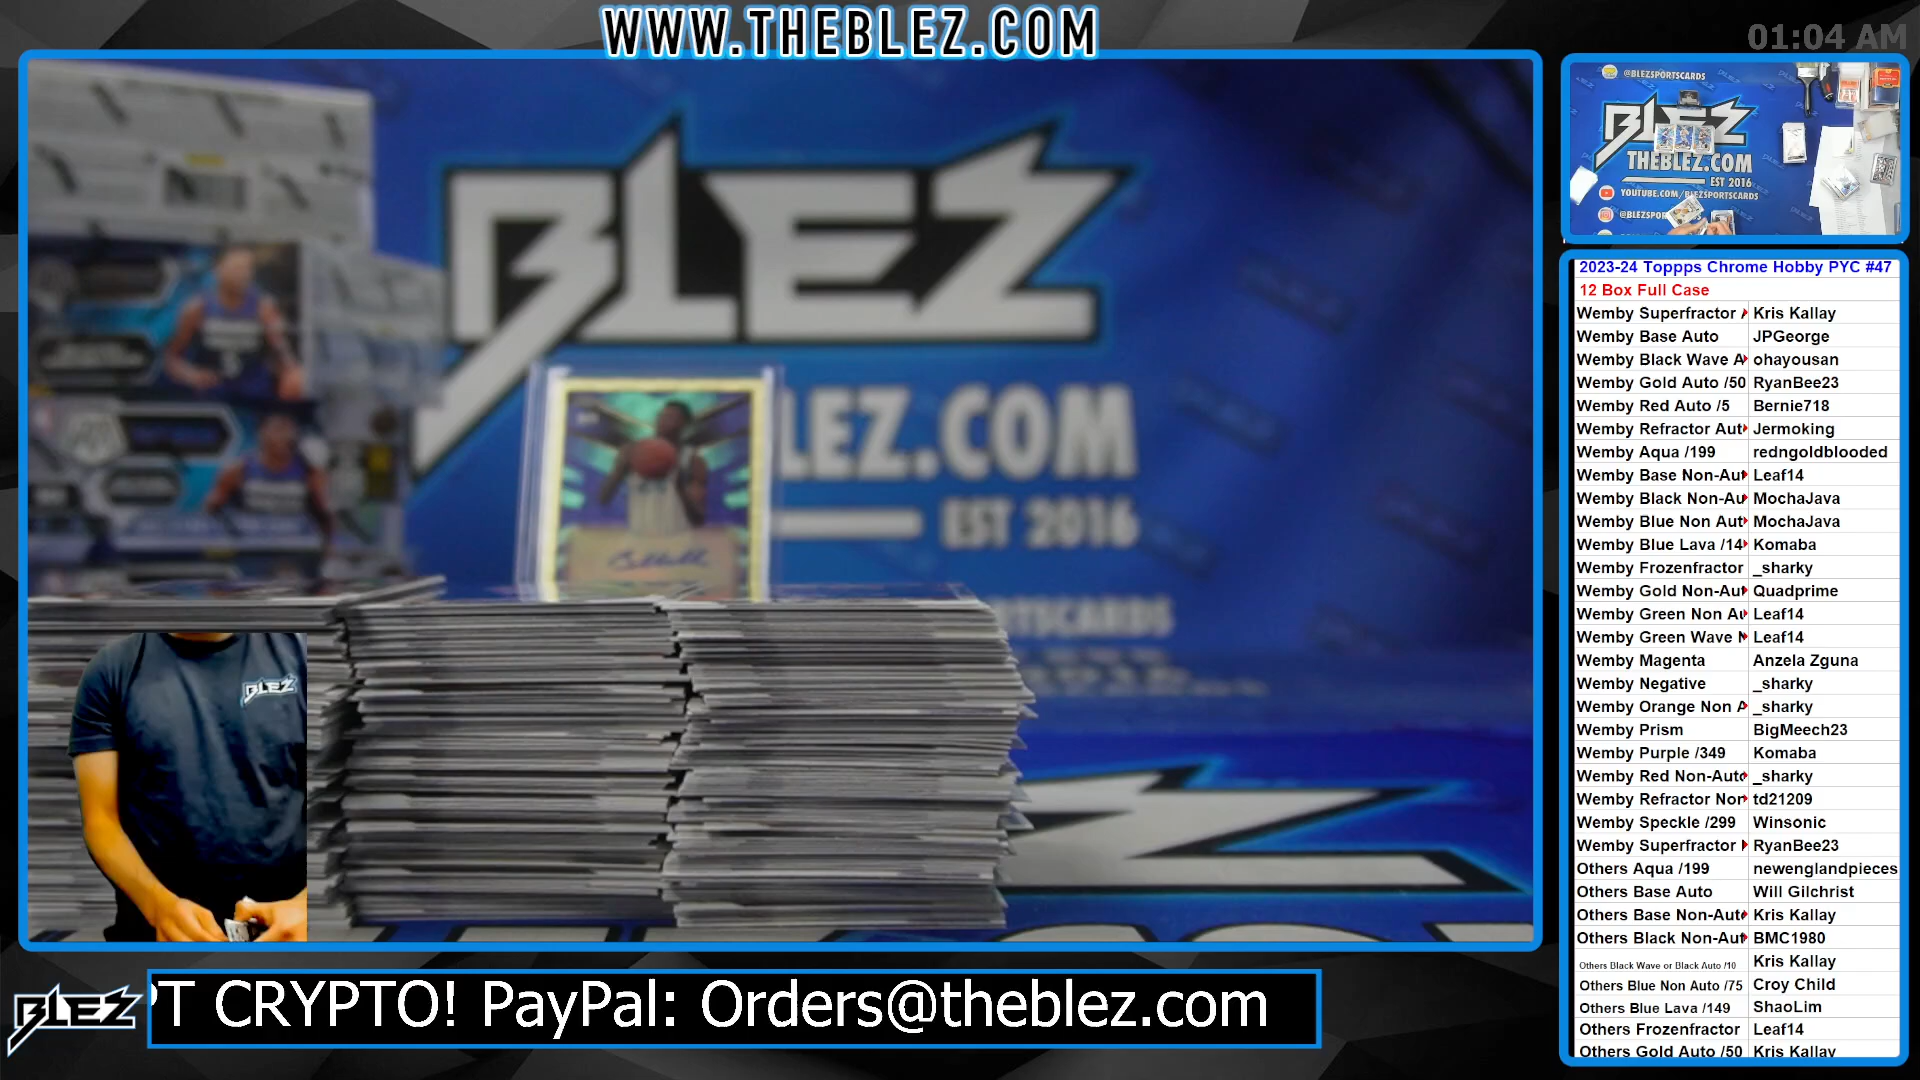 WWW.THEBLEZ.COM
01:04 AM
BLEZ
LEZ.COM
EST 2016
RTSCARDS
BLEZ
@BLEZSPORTSCARDS
BLEZ
THEBLEZ.COM
EST 2016
YOUTUBE.COM/BLEZSPORTSCARDS
@BLEZSPOR
2023-24 Toppps Chrome Hobby PYC #47
12 Box Full Case
Wemby Superfractor A Kris Kallay
Wemby Base Auto JPGeorge
Wemby Black Wave A ohayousan
Wemby Gold Auto /50 RyanBee23
Wemby Red Auto /5 Bernie718
Wemby Refractor Aut Jermoking
Wemby Aqua /199 redngoldblooded
Wemby Base Non-Aut Leaf14
Wemby Black Non-Au MochaJava
Wemby Blue Non Aut MochaJava
Wemby Blue Lava /14 Komaba
Wemby Frozenfractor _sharky
Wemby Gold Non-Aut Quadprime
Wemby Green Non Au Leaf14
Wemby Green Wave N Leaf14
Wemby Magenta Anzela Zguna
Wemby Negative _sharky
Wemby Orange Non A _sharky
Wemby Prism BigMeech23
Wemby Purple /349 Komaba
Wemby Red Non-Auto _sharky
Wemby Refractor Non td21209
Wemby Speckle /299 Winsonic
Wemby Superfractor RyanBee23
Others Aqua /199 newenglandpieces
Others Base Auto Will Gilchrist
Others Base Non-Auto Kris Kallay
Others Black Non-Aut BMC1980
Others Black Wave or Black Auto /10 Kris Kallay
Others Blue Non Auto /75 Croy Child
Others Blue Lava /149 ShaoLim
Others Frozenfractor Leaf14
Others Gold Auto /50 Kris Kallay
BLEZ
PT CRYPTO! PayPal: Orders@theblez.com